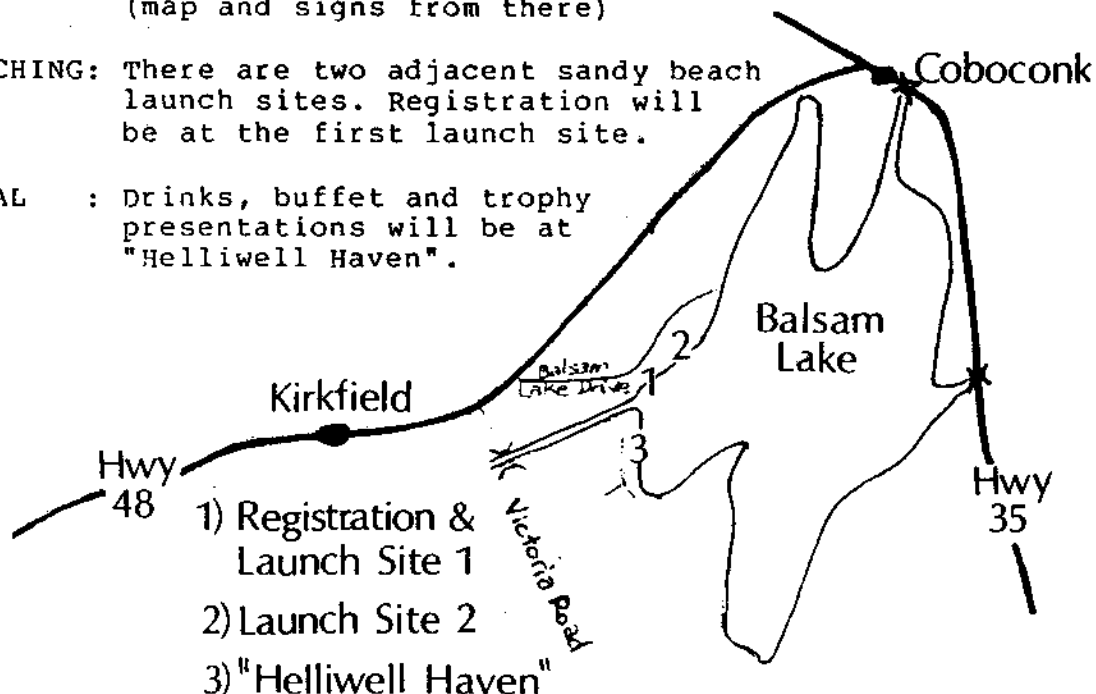 (map and signs from there)
CHING: There are two adjacent sandy beach
launch sites. Registration will
be at the first launch site.
AL : Drinks, buffet and trophy
presentations will be at
"Helliwell Haven".
Coboconk
Balsam
Lake
2
Balsam
Lake Drive
1
Kirkfield
3
Hwy
48
Hwy
35
Victoria Road
1) Registration &
Launch Site 1
2) Launch Site 2
3) "Helliwell Haven"